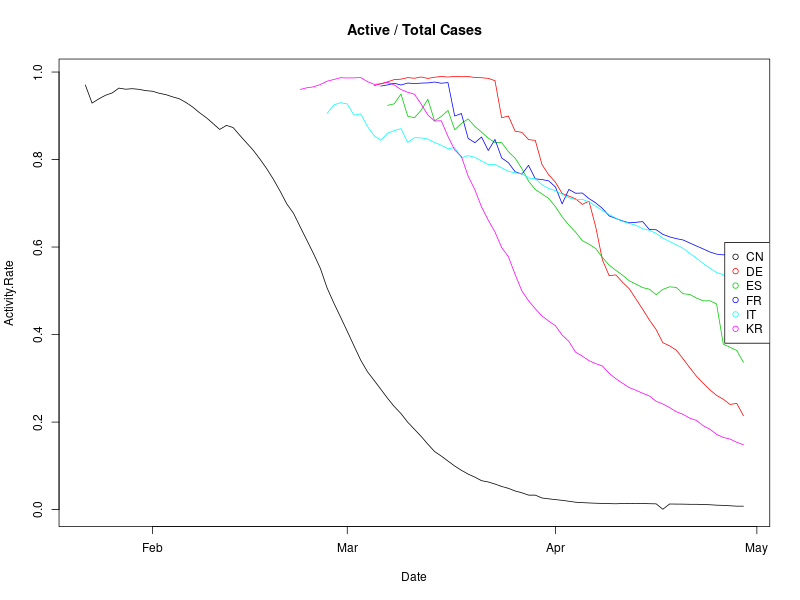 Active / Total Cases
Activity.Rate
1.0
0.8
0.6
0.4
0.2
0.0
CN
DE
ES
FR
IT
KR
Feb
Mar
Apr
May
Date